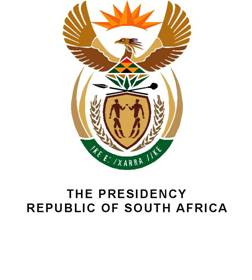 !KE E: /XARRA //KE
THE PRESIDENCY
REPUBLIC OF SOUTH AFRICA